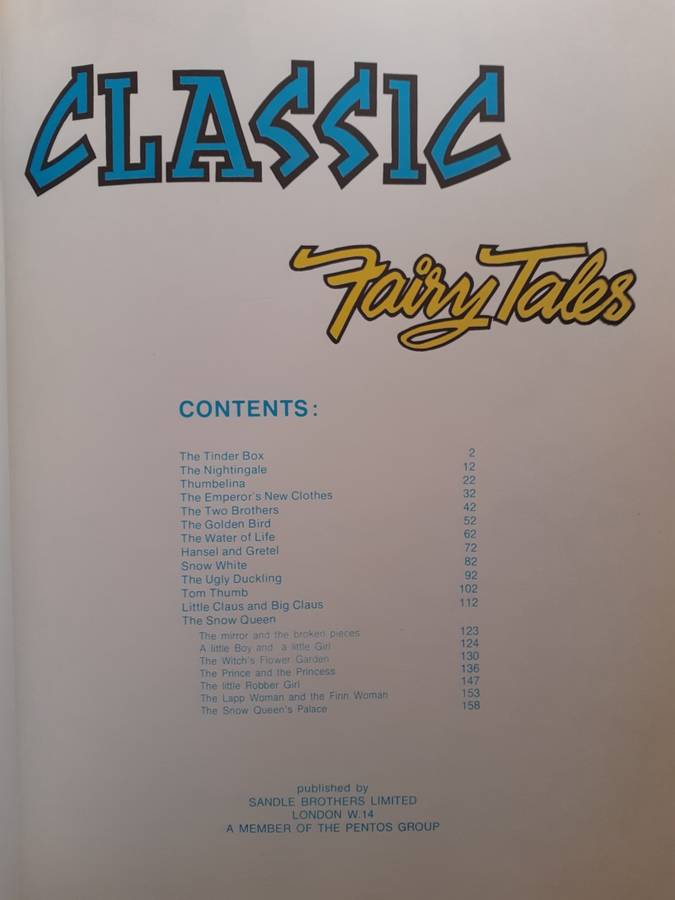 CLASSIC
Fairy Tales
CONTENTS:
The Tinder Box 2
The Nightingale 12
Thumbelina 22
The Emperor's New Clothes 32
The Two Brothers 42
The Golden Bird 52
The Water of Life 62
Hansel and Gretel 72
Snow White 82
The Ugly Duckling 92
Tom Thumb 102
Little Claus and Big Claus 112
The Snow Queen
The mirror and the broken pieces 123
A little Boy and a little Girl 124
The Witch's Flower Garden 130
The Prince and the Princess 136
The little Robber Girl 147
The Lapp Woman and the Finn Woman 153
The Snow Queen's Palace 158
published by
SANDLE BROTHERS LIMITED
LONDON W.14
A MEMBER OF THE PENTOS GROUP